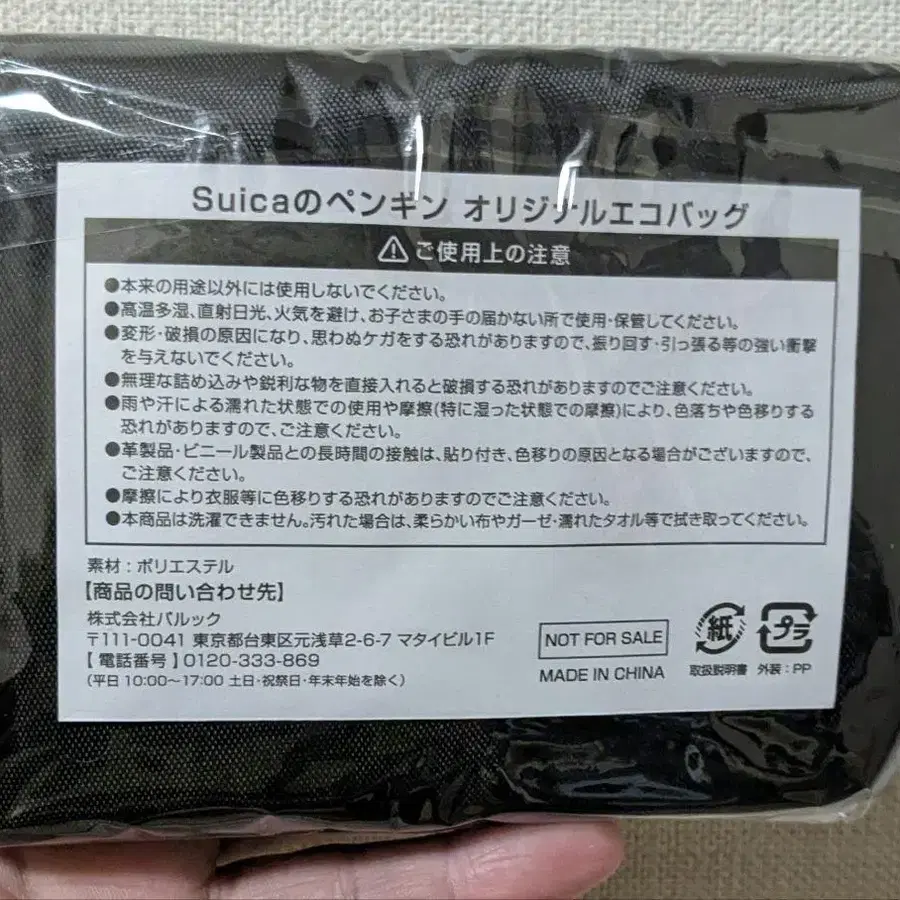 Suicaのペンギン オリジナルエコバッグ
ご使用上の注意
●本来の用途以外には使用しないでください。
●高温多湿、直射日光、火気を避け、お子さまの手の届かない所で使用・保管してください。
●変形・破損の原因になり、思わぬケガをする恐れがありますので、振り回す・引っ張る等の強い衝撃
を与えないでください。
●無理な詰め込みや鋭利な物を直接入れると破損する恐れがありますのでご注意ください。
●雨や汗による濡れた状態での使用や摩擦(特に湿った状態での摩擦)により、色落ちや色移りする
恐れがありますので、ご注意ください。
●革製品・ビニール製品との長時間の接触は、貼り付き、色移りの原因となる場合がございますので、
ご注意ください。
●摩擦により衣服等に色移りする恐れがありますのでご注意ください。
●本商品は洗濯できません。汚れた場合は、柔らかい布やガーゼ・濡れたタオル等で拭き取ってください。
素材：ポリエステル
【商品の問い合わせ先】
株式会社バルック
〒111-0041 東京都台東区元浅草2-6-7 マタイビル1F
【電話番号】0120-333-869
(平日10:00～17:00 土日・祝祭日・年末年始を除く)
NOT FOR SALE
MADE IN CHINA
紙
取扱説明書
プラ
外装：PP